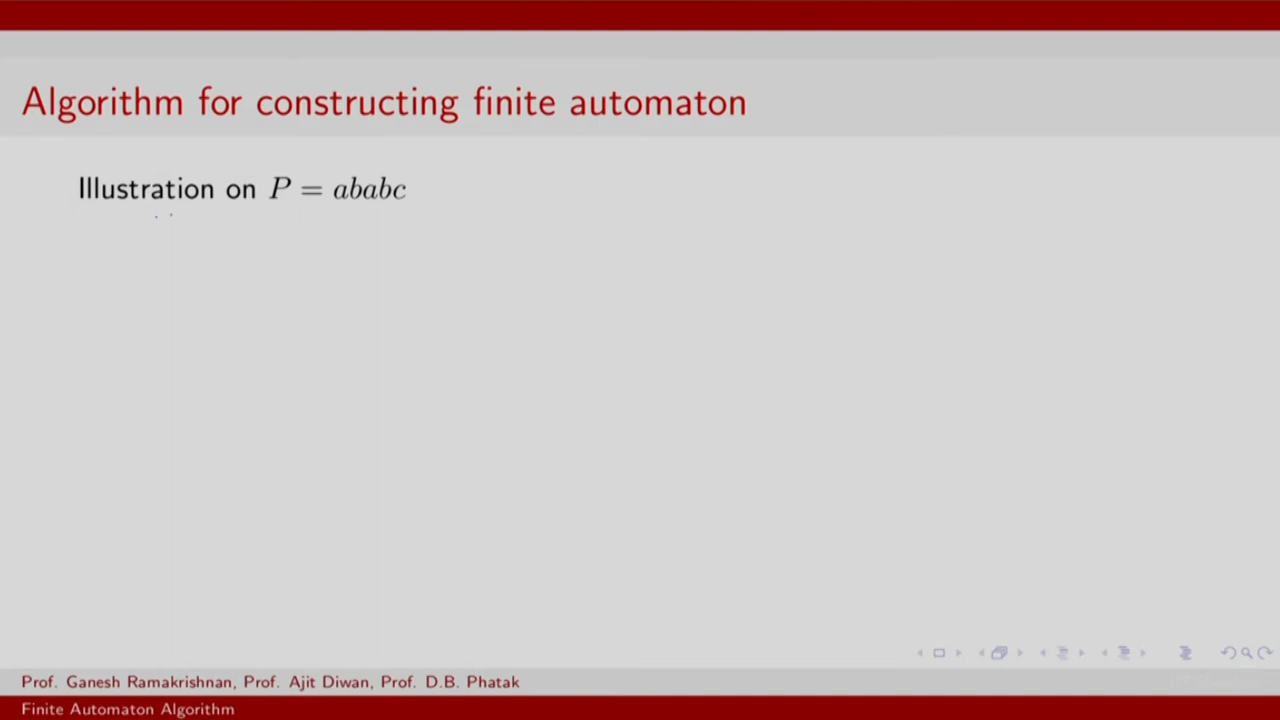 Algorithm for constructing finite automaton
Illustration on P = ababc
Prof. Ganesh Ramakrishnan, Prof. Ajit Diwan, Prof. D.B. Phatak
Finite Automaton Algorithm